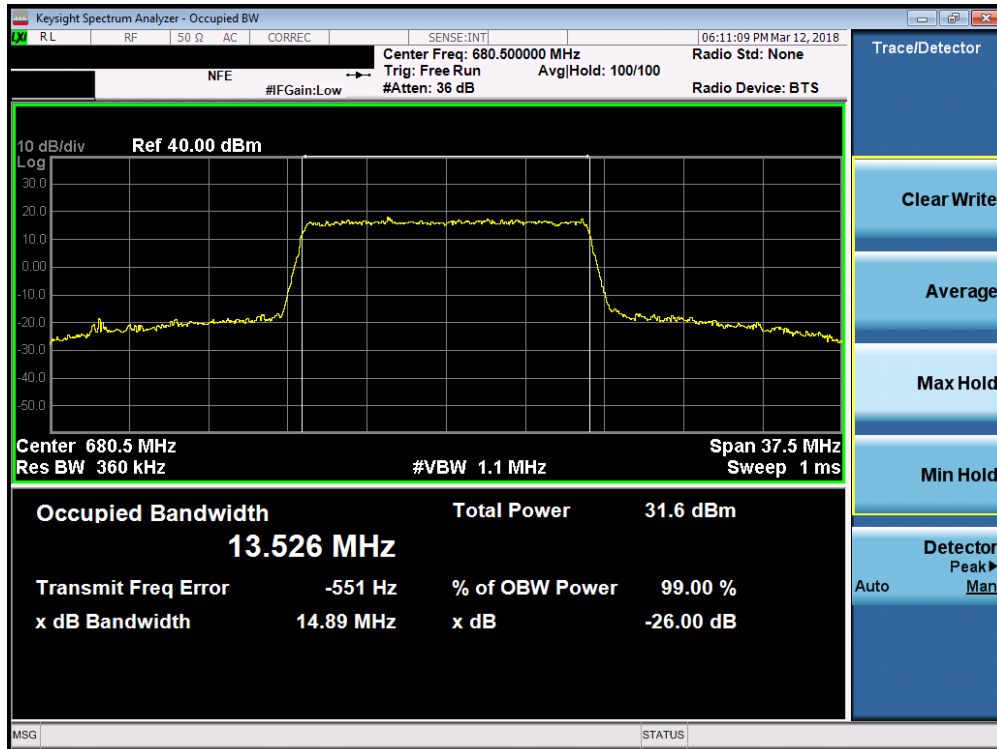 Keysight Spectrum Analyzer - Occupied BW
LXI RL RF 50 Ω AC CORREC SENSE:INT 06:11:09 PM Mar 12, 2018
Center Freq: 680.500000 MHz Radio Std: None
NFE Trig: Free Run Avg|Hold: 100/100
#IFGain:Low #Atten: 36 dB Radio Device: BTS
10 dB/div Ref 40.00 dBm
Log
30.0
20.0
10.0
0.00
-10.0
-20.0
-30.0
-40.0
-50.0
Center 680.5 MHz Span 37.5 MHz
Res BW 360 kHz #VBW 1.1 MHz Sweep 1 ms
Occupied Bandwidth Total Power 31.6 dBm
13.526 MHz
Transmit Freq Error -551 Hz % of OBW Power 99.00 %
x dB Bandwidth 14.89 MHz x dB -26.00 dB
MSG STATUS
Trace/Detector
Clear Write
Average
Max Hold
Min Hold
Detector
Peak▶
Auto Man